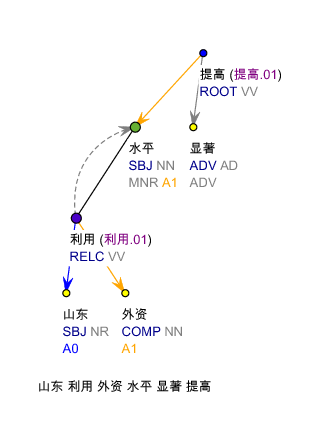 提高 (提高.01)
ROOT VV
水平
SBJ NN
MNR A1
显著
ADV AD
ADV
利用 (利用.01)
RELC VV
山东
SBJ NR
A0
外资
COMP NN
A1
山东 利用 外资 水平 显著 提高